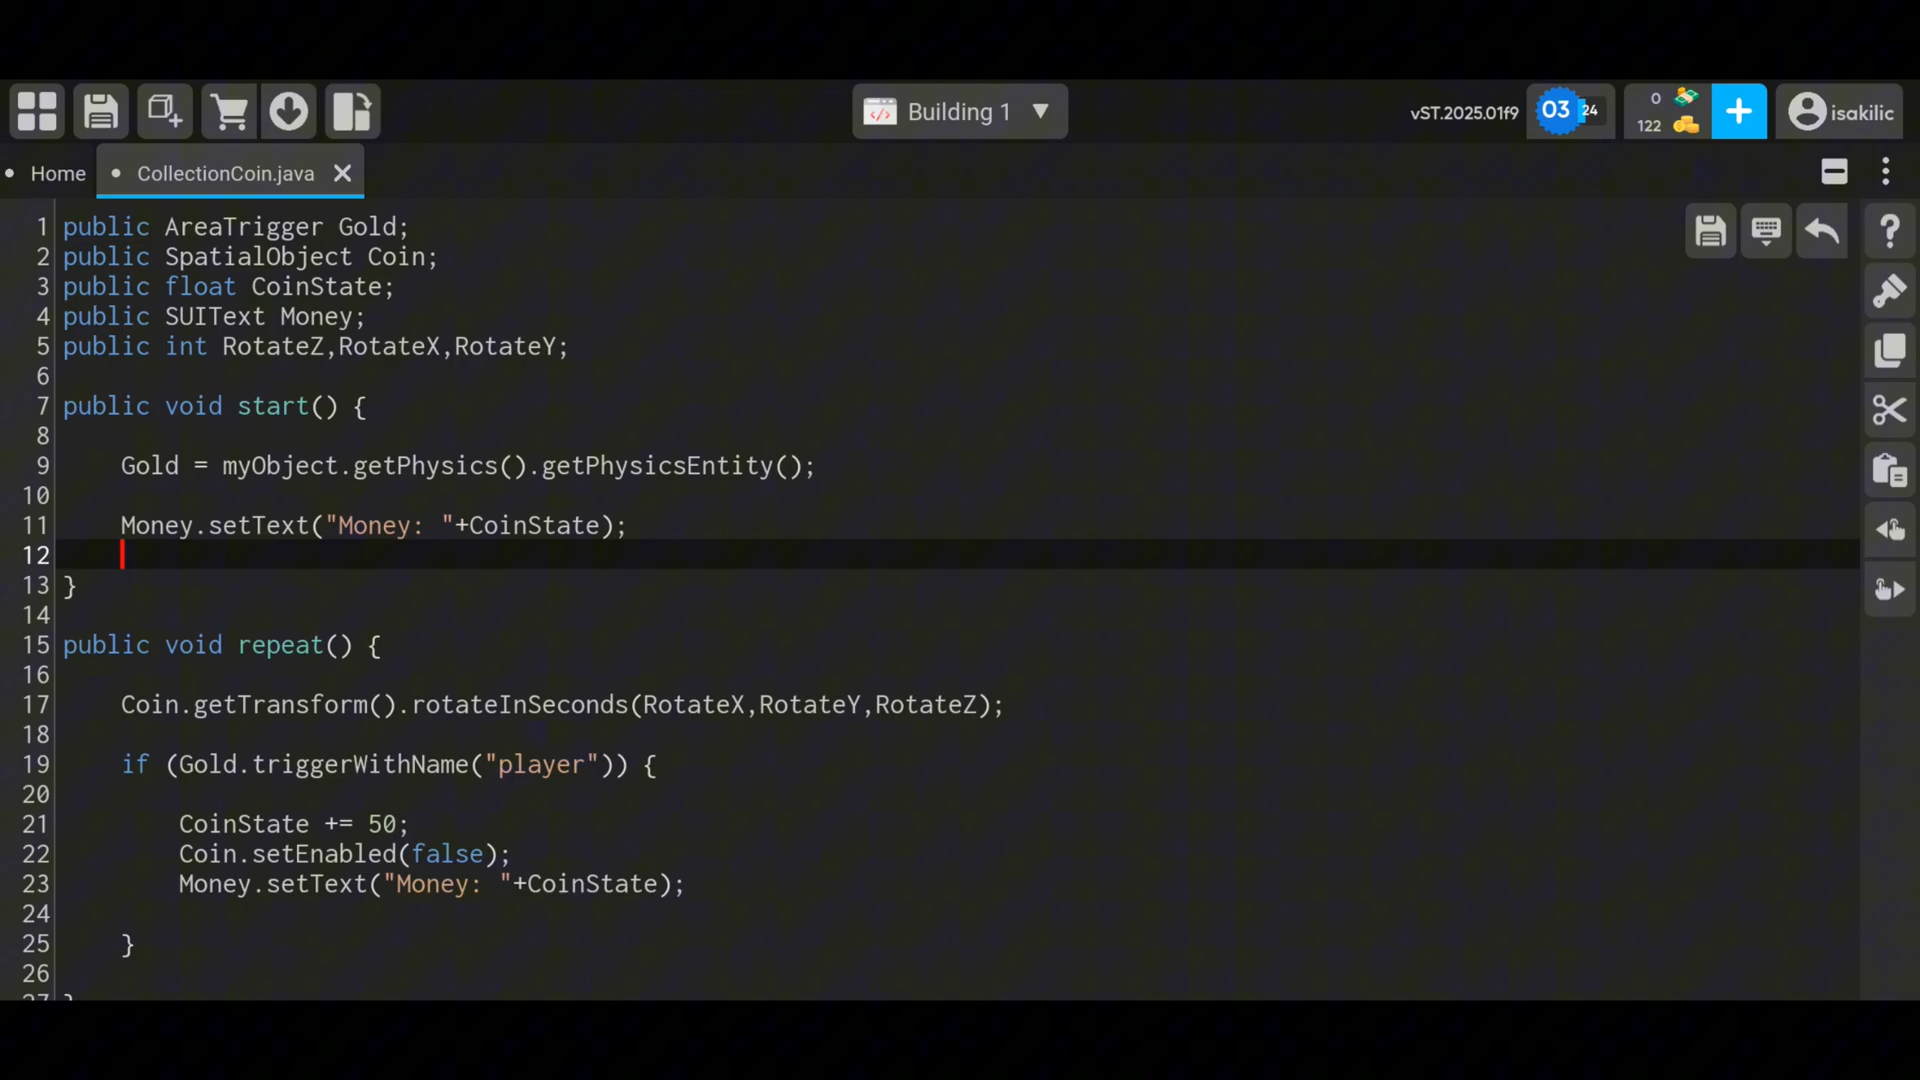 Building 1
vST.2025.01f9
03
24
0
122
isakilic
Home
CollectionCoin.java
1 public AreaTrigger Gold;
2 public SpatialObject Coin;
3 public float CoinState;
4 public SUIText Money;
5 public int RotateZ,RotateX,RotateY;
6
7 public void start() {
8
9 Gold = myObject.getPhysics().getPhysicsEntity();
10
11 Money.setText("Money: "+CoinState);
12
13 }
14
15 public void repeat() {
16
17 Coin.getTransform().rotateInSeconds(RotateX,RotateY,RotateZ);
18
19 if (Gold.triggerWithName("player")) {
20
21 CoinState += 50;
22 Coin.setEnabled(false);
23 Money.setText("Money: "+CoinState);
24
25 }
26
27 }